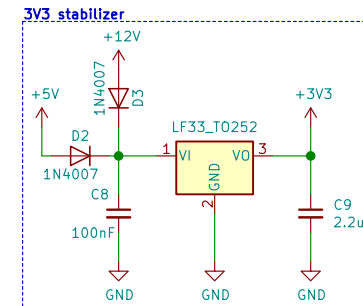 3V3 stabilizer
+12V
+5V
1N4007
D3
+3V3
D2
1N4007
LF33_TO252
1
VI
VO
3
GND
2
C8
100nF
C9
2.2u
GND
GND
GND